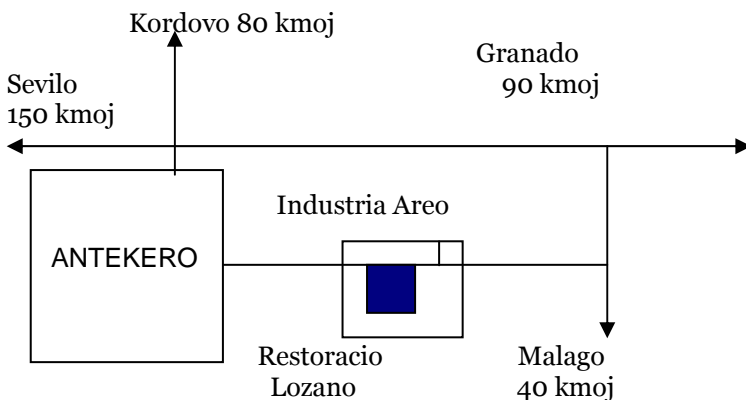 Kordovo 80 kmoj
Granado
90 kmoj
Sevilo
150 kmoj
Industria Areo
ANTEKERO
Restoracio
Lozano
Malago
40 kmoj